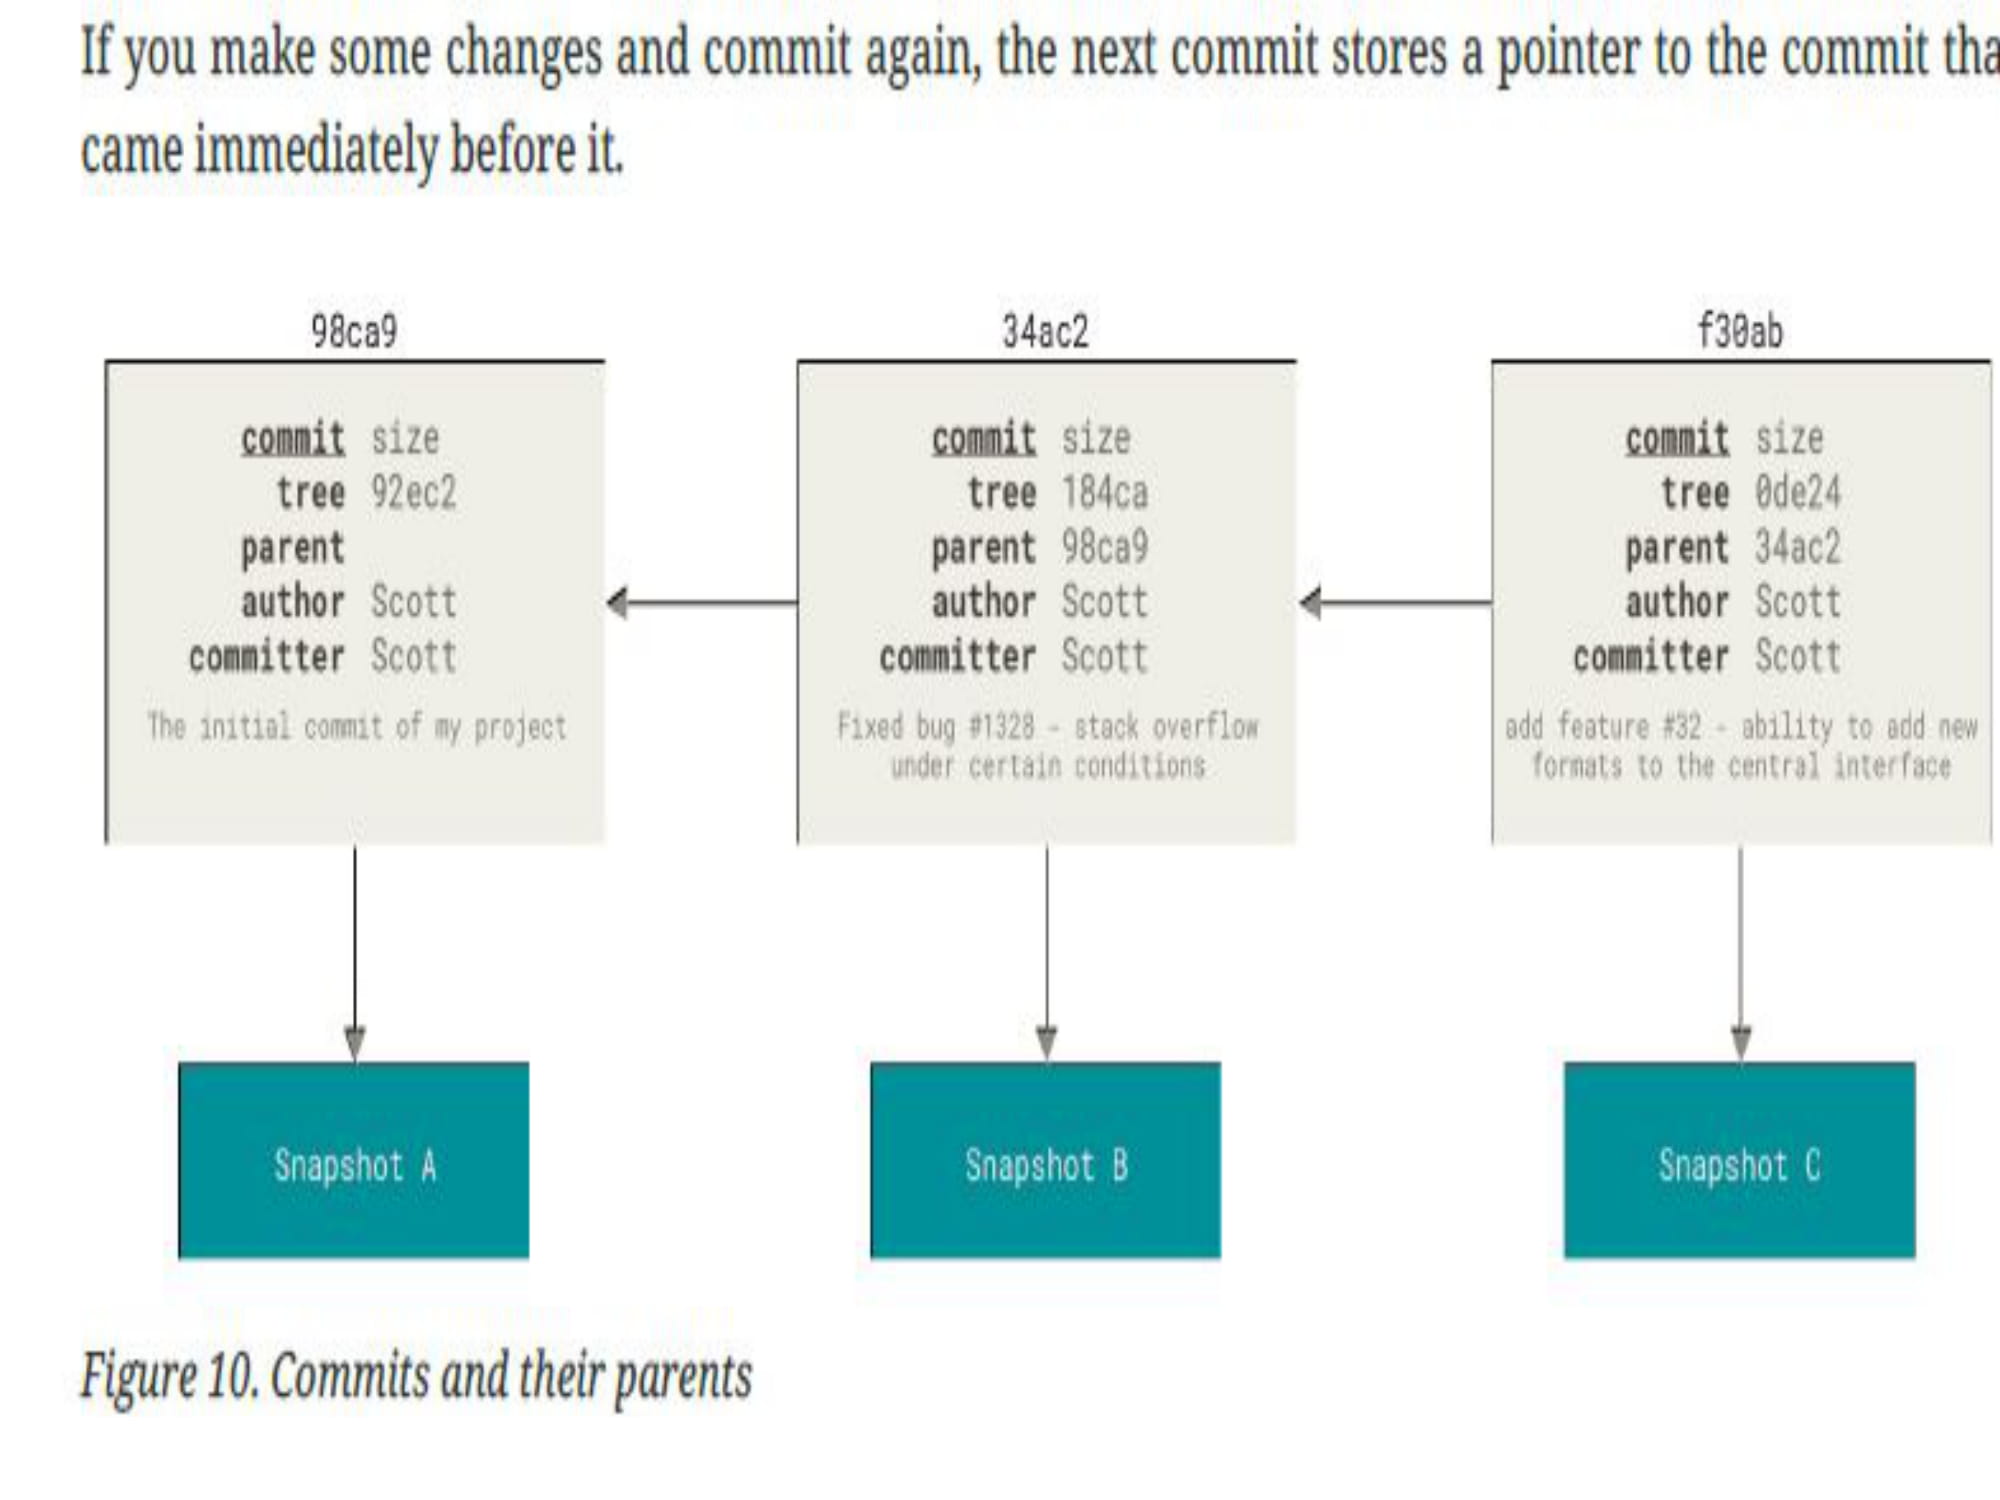 If you make some changes and commit again, the next commit stores a pointer to the commit tha
came immediately before it.
98ca9
commit size
tree 92ec2
parent
author Scott
committer Scott
The initial commit of my project
34ac2
commit size
tree 184ca
parent 98ca9
author Scott
committer Scott
Fixed bug #1328 - stack overflow
under certain conditions
f30ab
commit size
tree 0de24
parent 34ac2
author Scott
committer Scott
add feature #32 - ability to add new
formats to the central interface
Snapshot A
Snapshot B
Snapshot C
Figure 10. Commits and their parents